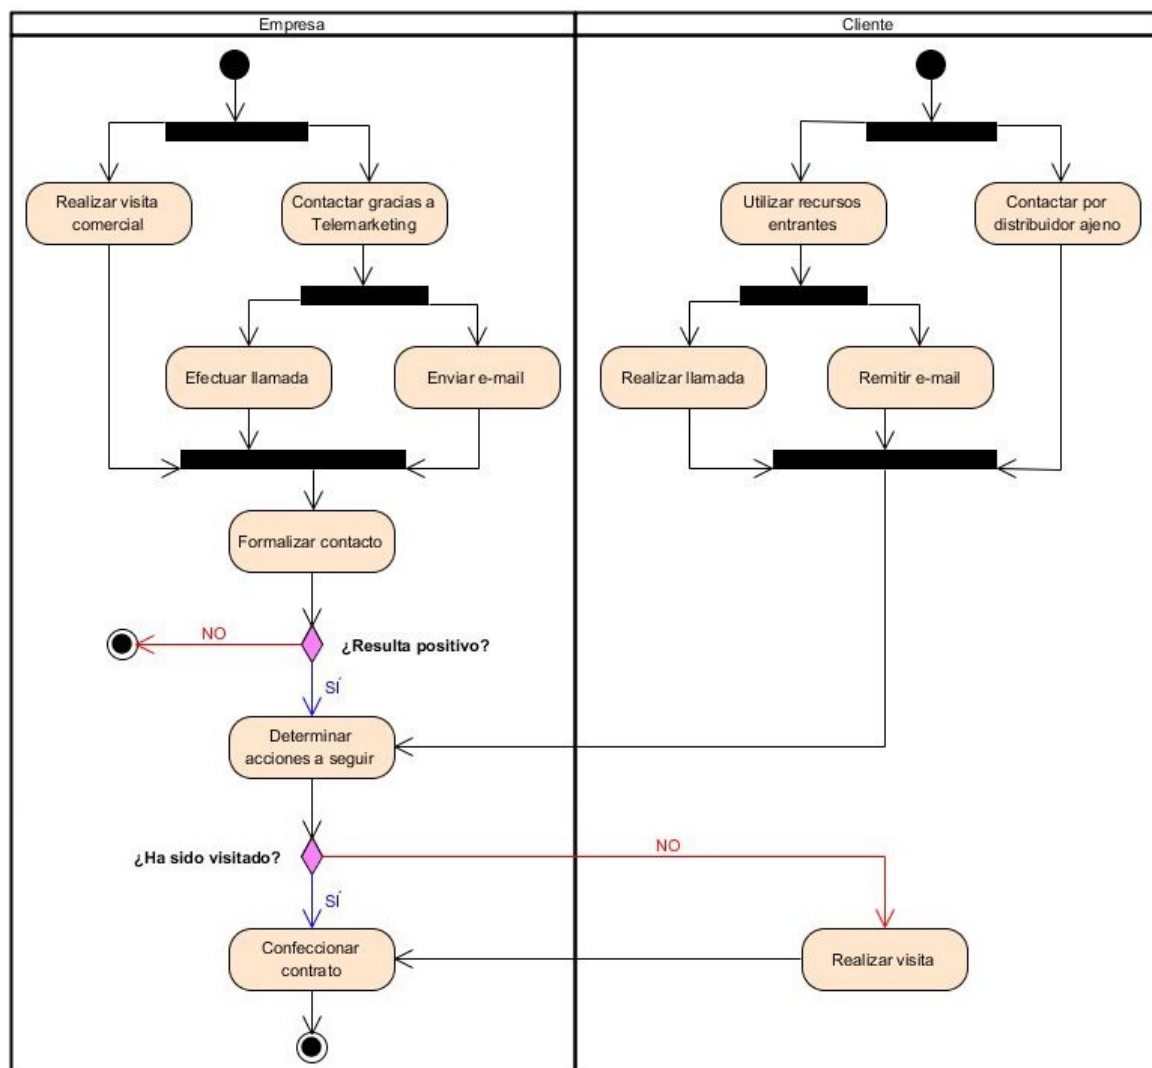 Empresa
Cliente
Realizar visita
comercial
Contactar gracias a
Telemarketing
Utilizar recursos
entrantes
Contactar por
distribuidor ajeno
Efectuar llamada
Enviar e-mail
Realizar llamada
Remitir e-mail
Formalizar contacto
NO
¿Resulta positivo?
SÍ
Determinar
acciones a seguir
¿Ha sido visitado?
NO
SÍ
Confeccionar
contrato
Realizar visita